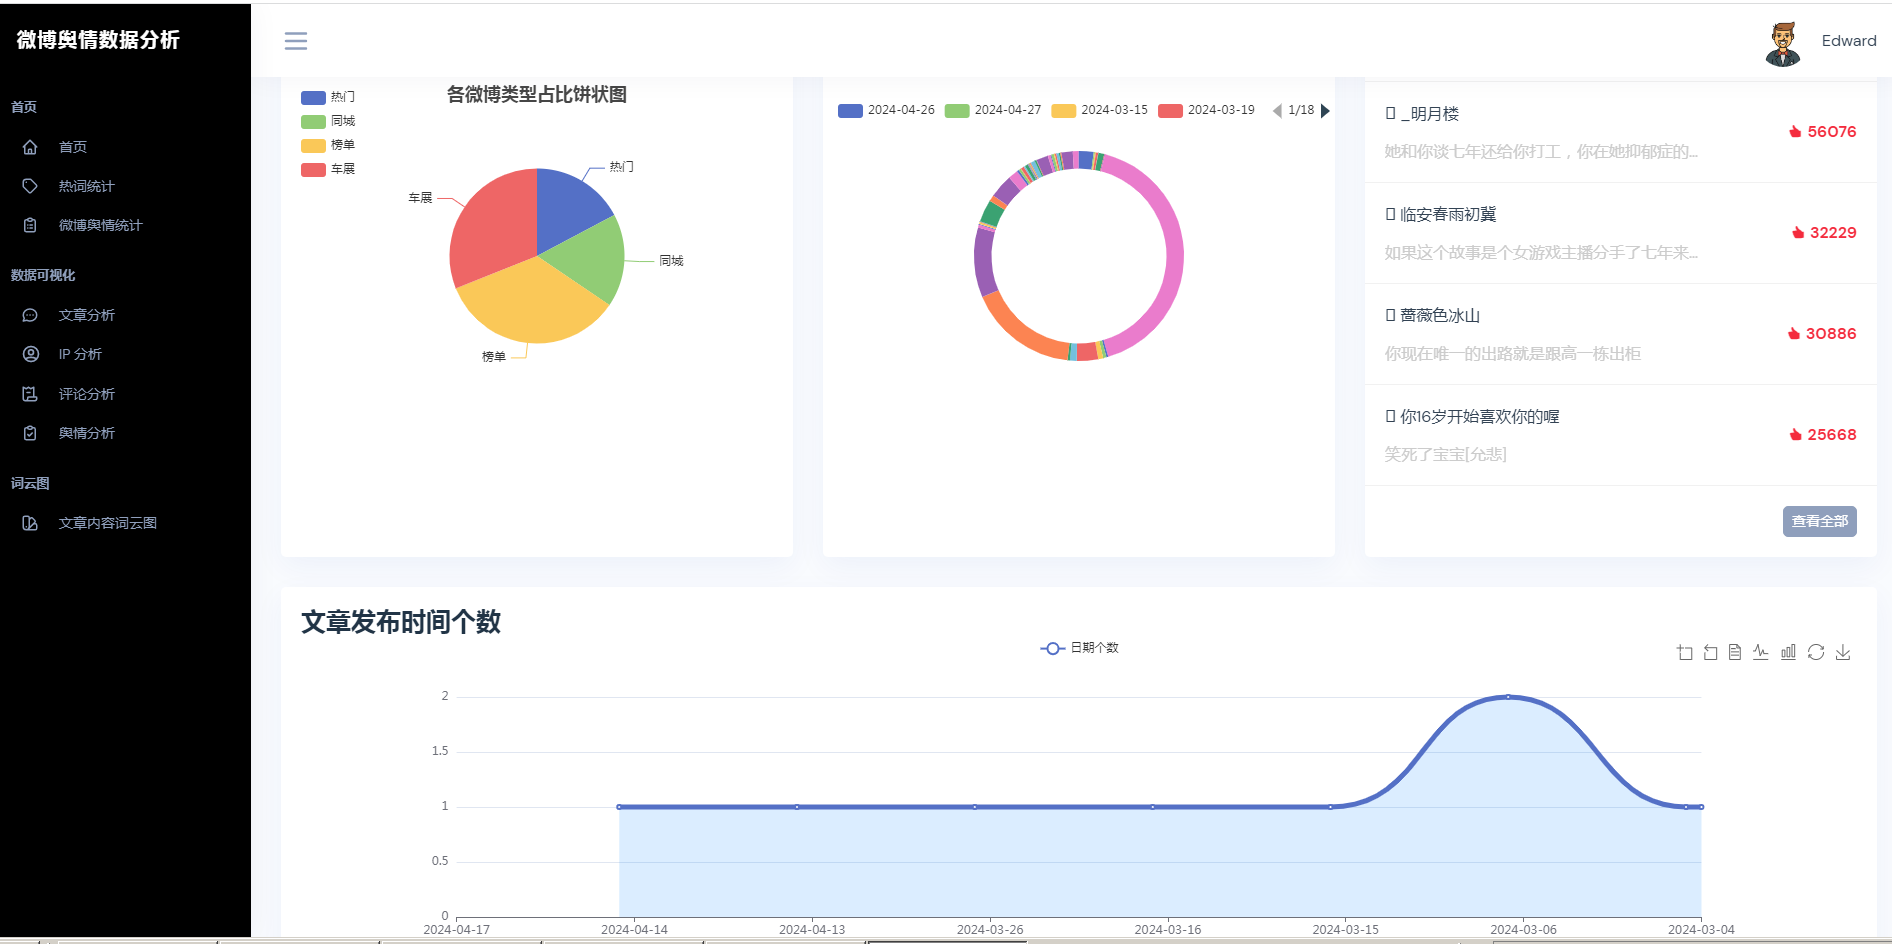 微博舆情数据分析
首页
首页
热词统计
微博舆情统计
数据可视化
文章分析
IP 分析
评论分析
舆情分析
词云图
文章内容词云图
Edward
各微博类型占比饼状图
热门
同城
榜单
车展
热门
同城
榜单
车展
2024-04-26 2024-04-27 2024-03-15 2024-03-19 1/18
_明月楼
她和你谈七年还给你打工，你在她抑郁症的...
56076
临安春雨初冀
如果这个故事是个女游戏主播分手了七年来...
32229
蔷薇色冰山
你现在唯一的出路就是跟高一栋出柜
30886
你16岁开始喜欢你的喔
笑死了宝宝[允悲]
25668
查看全部
文章发布时间个数
日期个数
2
1.5
1
0.5
0
2024-04-17 2024-04-14 2024-04-13 2024-03-26 2024-03-16 2024-03-15 2024-03-06 2024-03-04